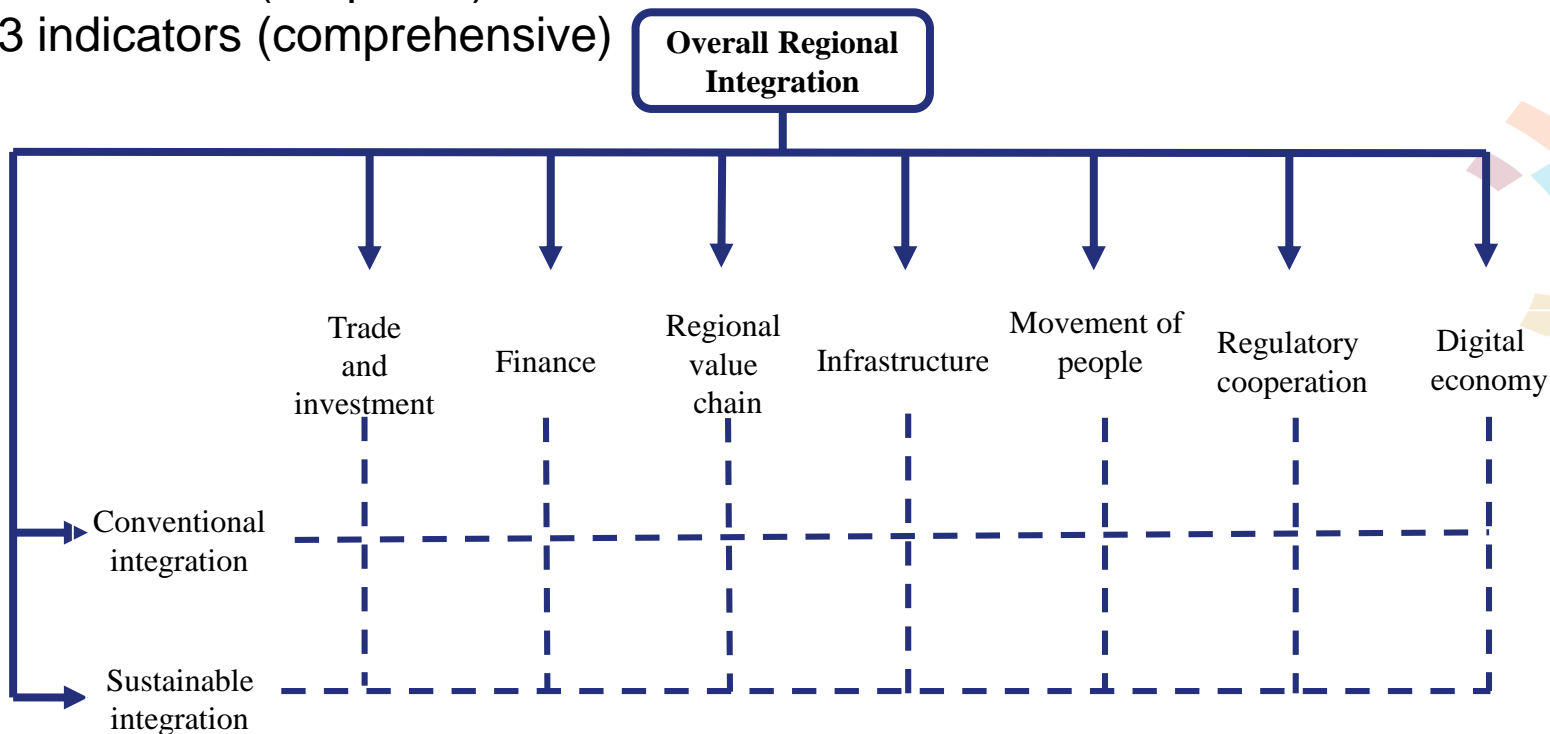 3 indicators (comprehensive)
Overall Regional
Integration
Trade
and
investment
Finance
Regional
value
chain
Infrastructure
Movement of
people
Regulatory
cooperation
Digital
economy
Conventional
integration
Sustainable
integration